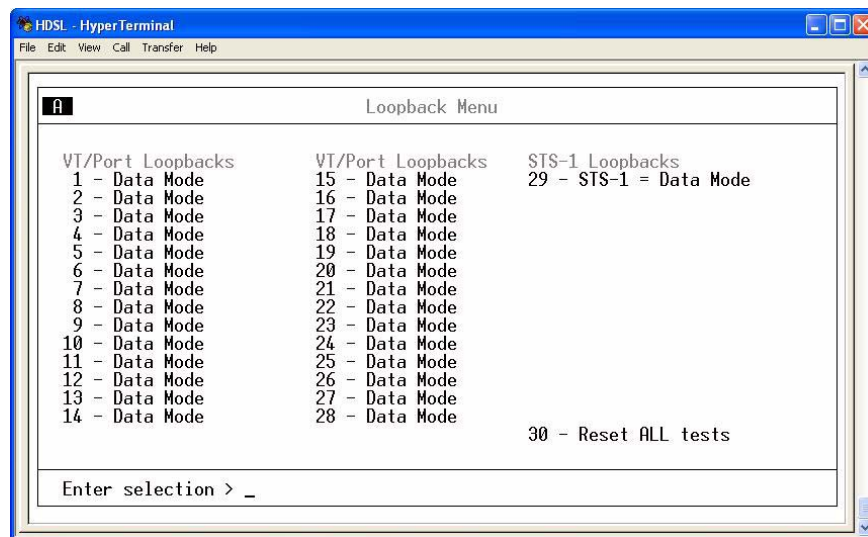 HDSL - HyperTerminal
File Edit View Call Transfer Help
A Loopback Menu
VT/Port Loopbacks VT/Port Loopbacks STS-1 Loopbacks
1 - Data Mode 15 - Data Mode 29 - STS-1 = Data Mode
2 - Data Mode 16 - Data Mode
3 - Data Mode 17 - Data Mode
4 - Data Mode 18 - Data Mode
5 - Data Mode 19 - Data Mode
6 - Data Mode 20 - Data Mode
7 - Data Mode 21 - Data Mode
8 - Data Mode 22 - Data Mode
9 - Data Mode 23 - Data Mode
10 - Data Mode 24 - Data Mode
11 - Data Mode 25 - Data Mode
12 - Data Mode 26 - Data Mode
13 - Data Mode 27 - Data Mode
14 - Data Mode 28 - Data Mode
30 - Reset ALL tests
Enter selection > _